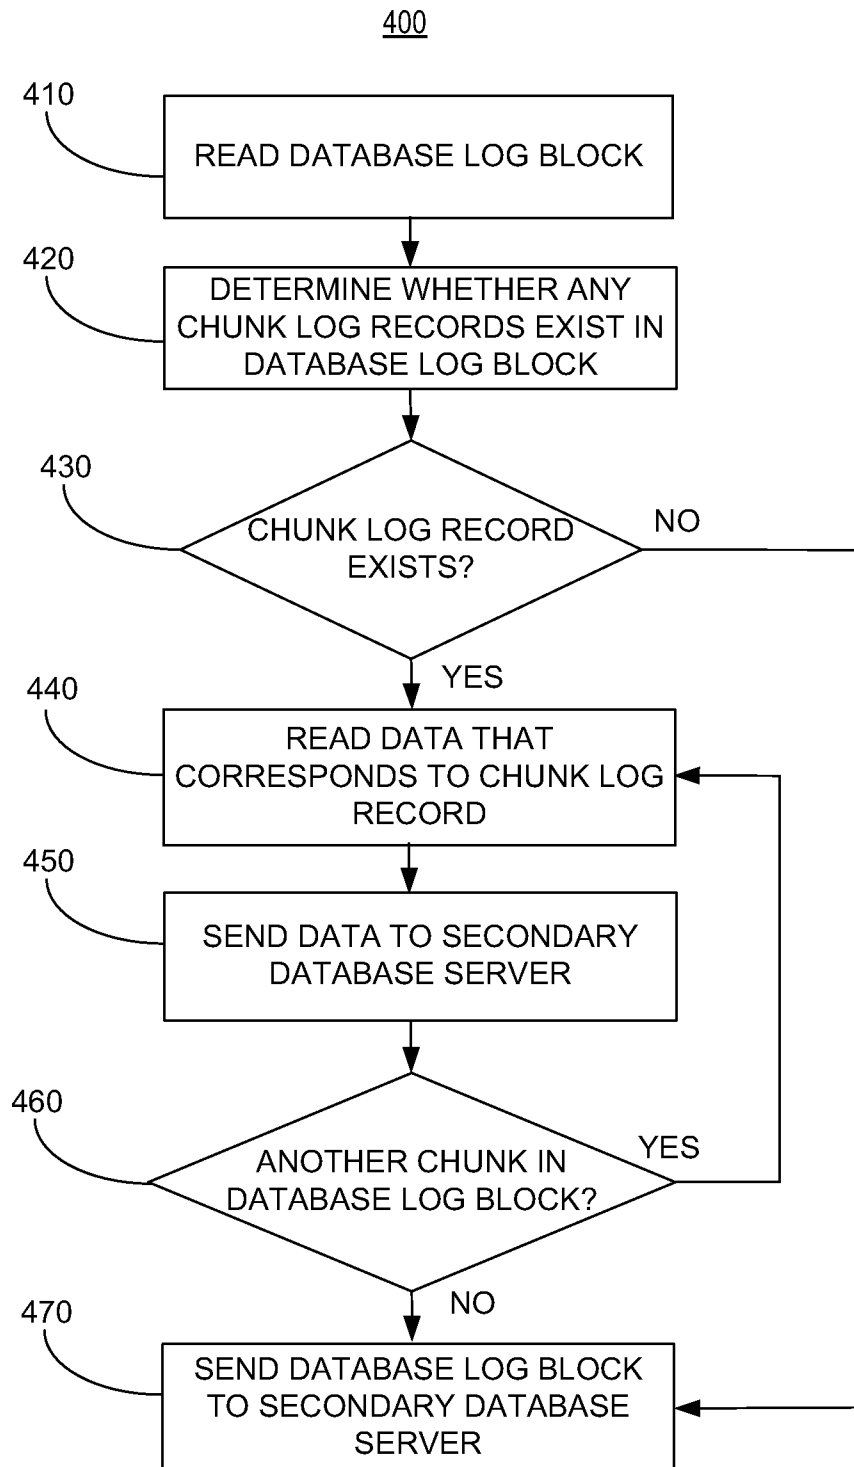 400
410
READ DATABASE LOG BLOCK
420
DETERMINE WHETHER ANY
CHUNK LOG RECORDS EXIST IN
DATABASE LOG BLOCK
430
CHUNK LOG RECORD
EXISTS?
NO
YES
440
READ DATA THAT
CORRESPONDS TO CHUNK LOG
RECORD
450
SEND DATA TO SECONDARY
DATABASE SERVER
460
ANOTHER CHUNK IN
DATABASE LOG BLOCK?
YES
NO
470
SEND DATABASE LOG BLOCK
TO SECONDARY DATABASE
SERVER